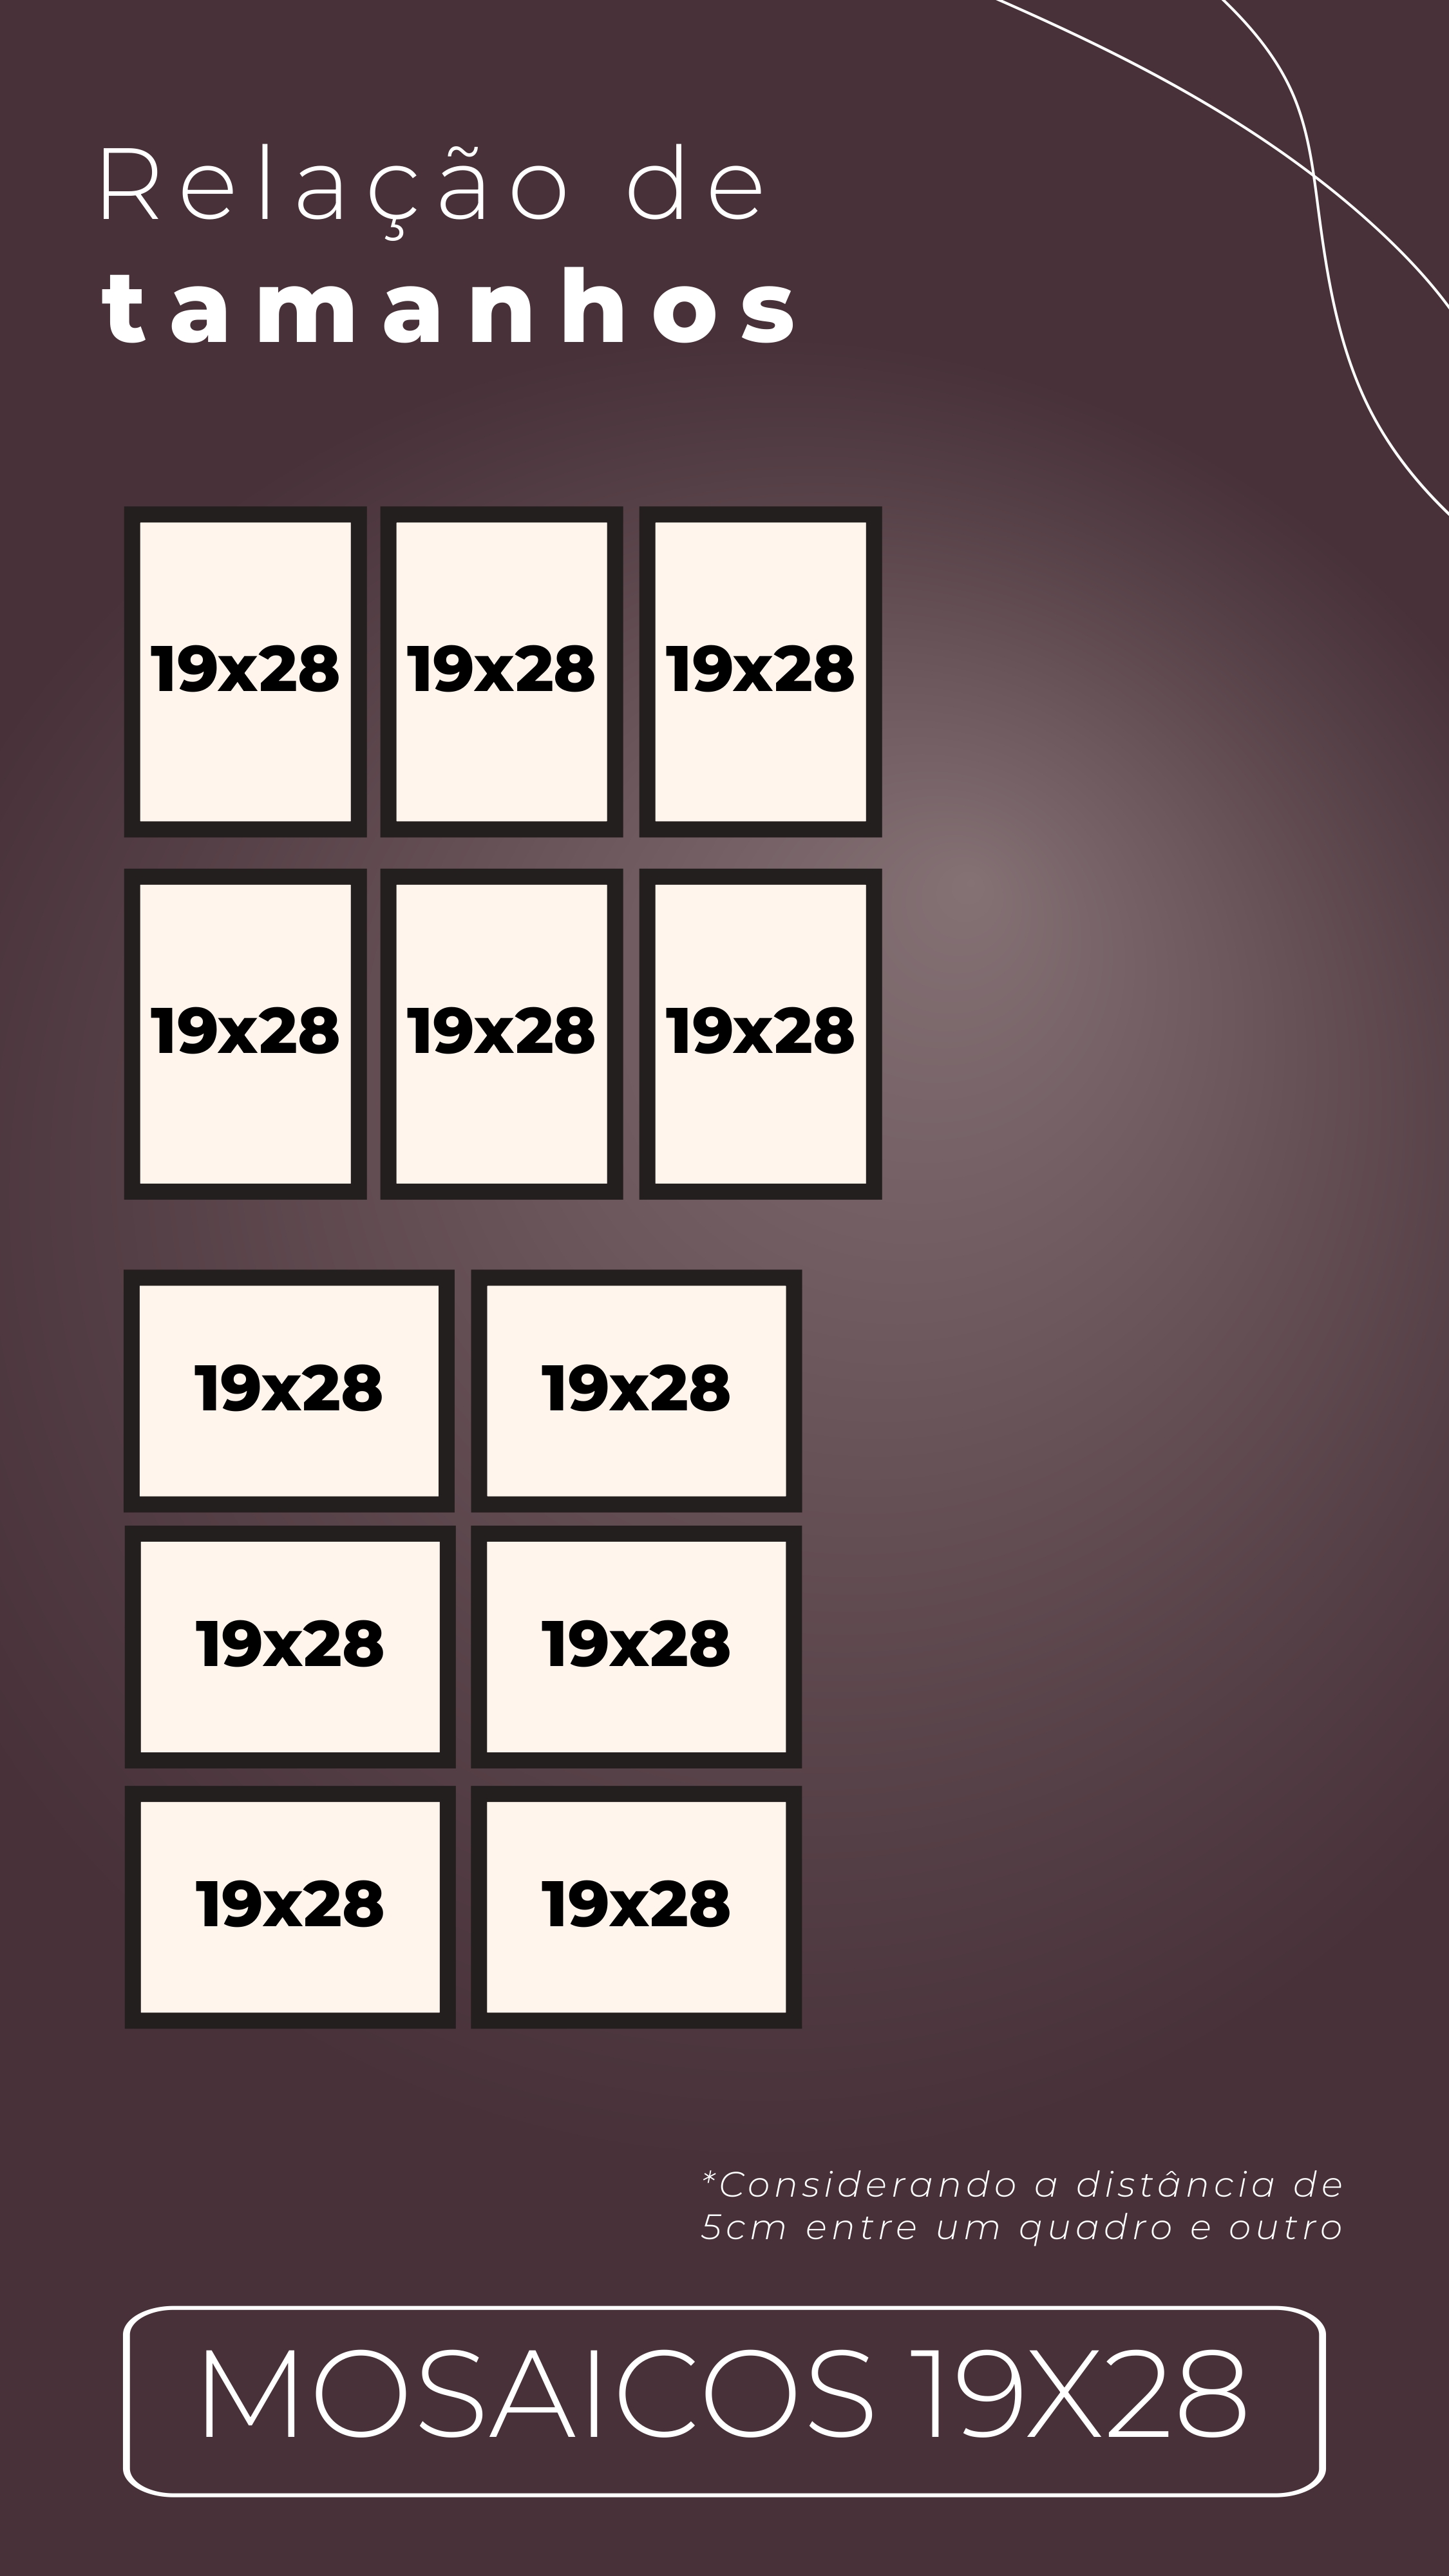 Relação de
tamanhos
19x28 19x28 19x28
19x28 19x28 19x28
19x28 19x28
19x28 19x28
19x28 19x28
*Considerando a distância de
5cm entre um quadro e outro
MOSAICOS 19X28